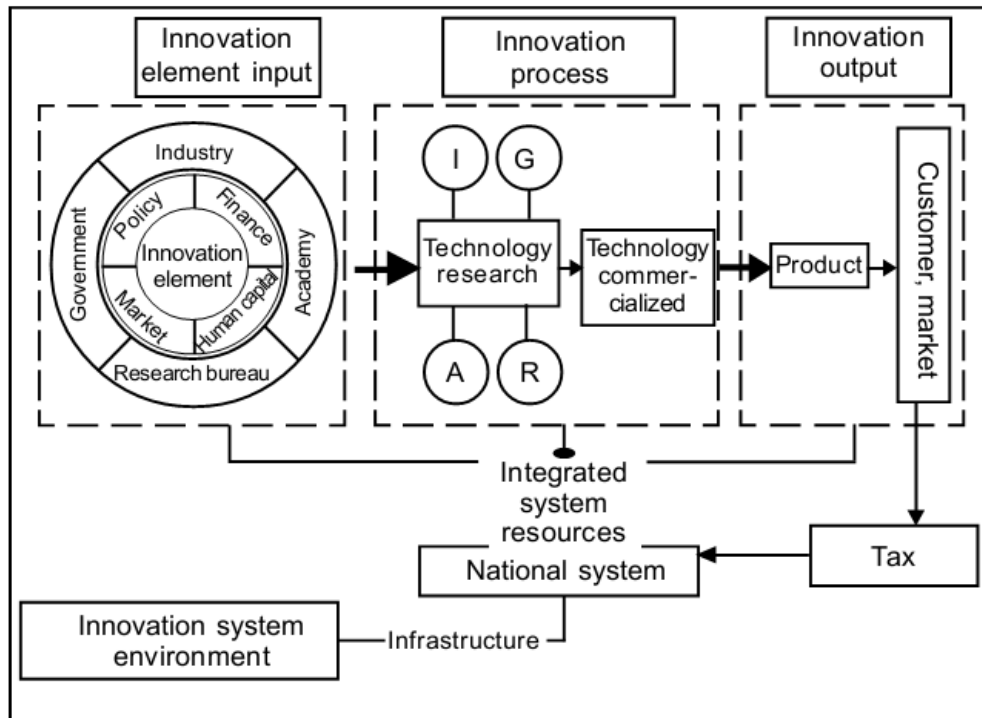 Innovation
element input
Innovation
process
Innovation
output
Industry
Government
Academy
Research bureau
Policy
Finance
Market
Human capital
Innovation
element
I
G
Technology
research
A
R
Technology
commer-
cialized
Product
Customer, market
Integrated
system
resources
National system
Tax
Innovation system
environment
Infrastructure